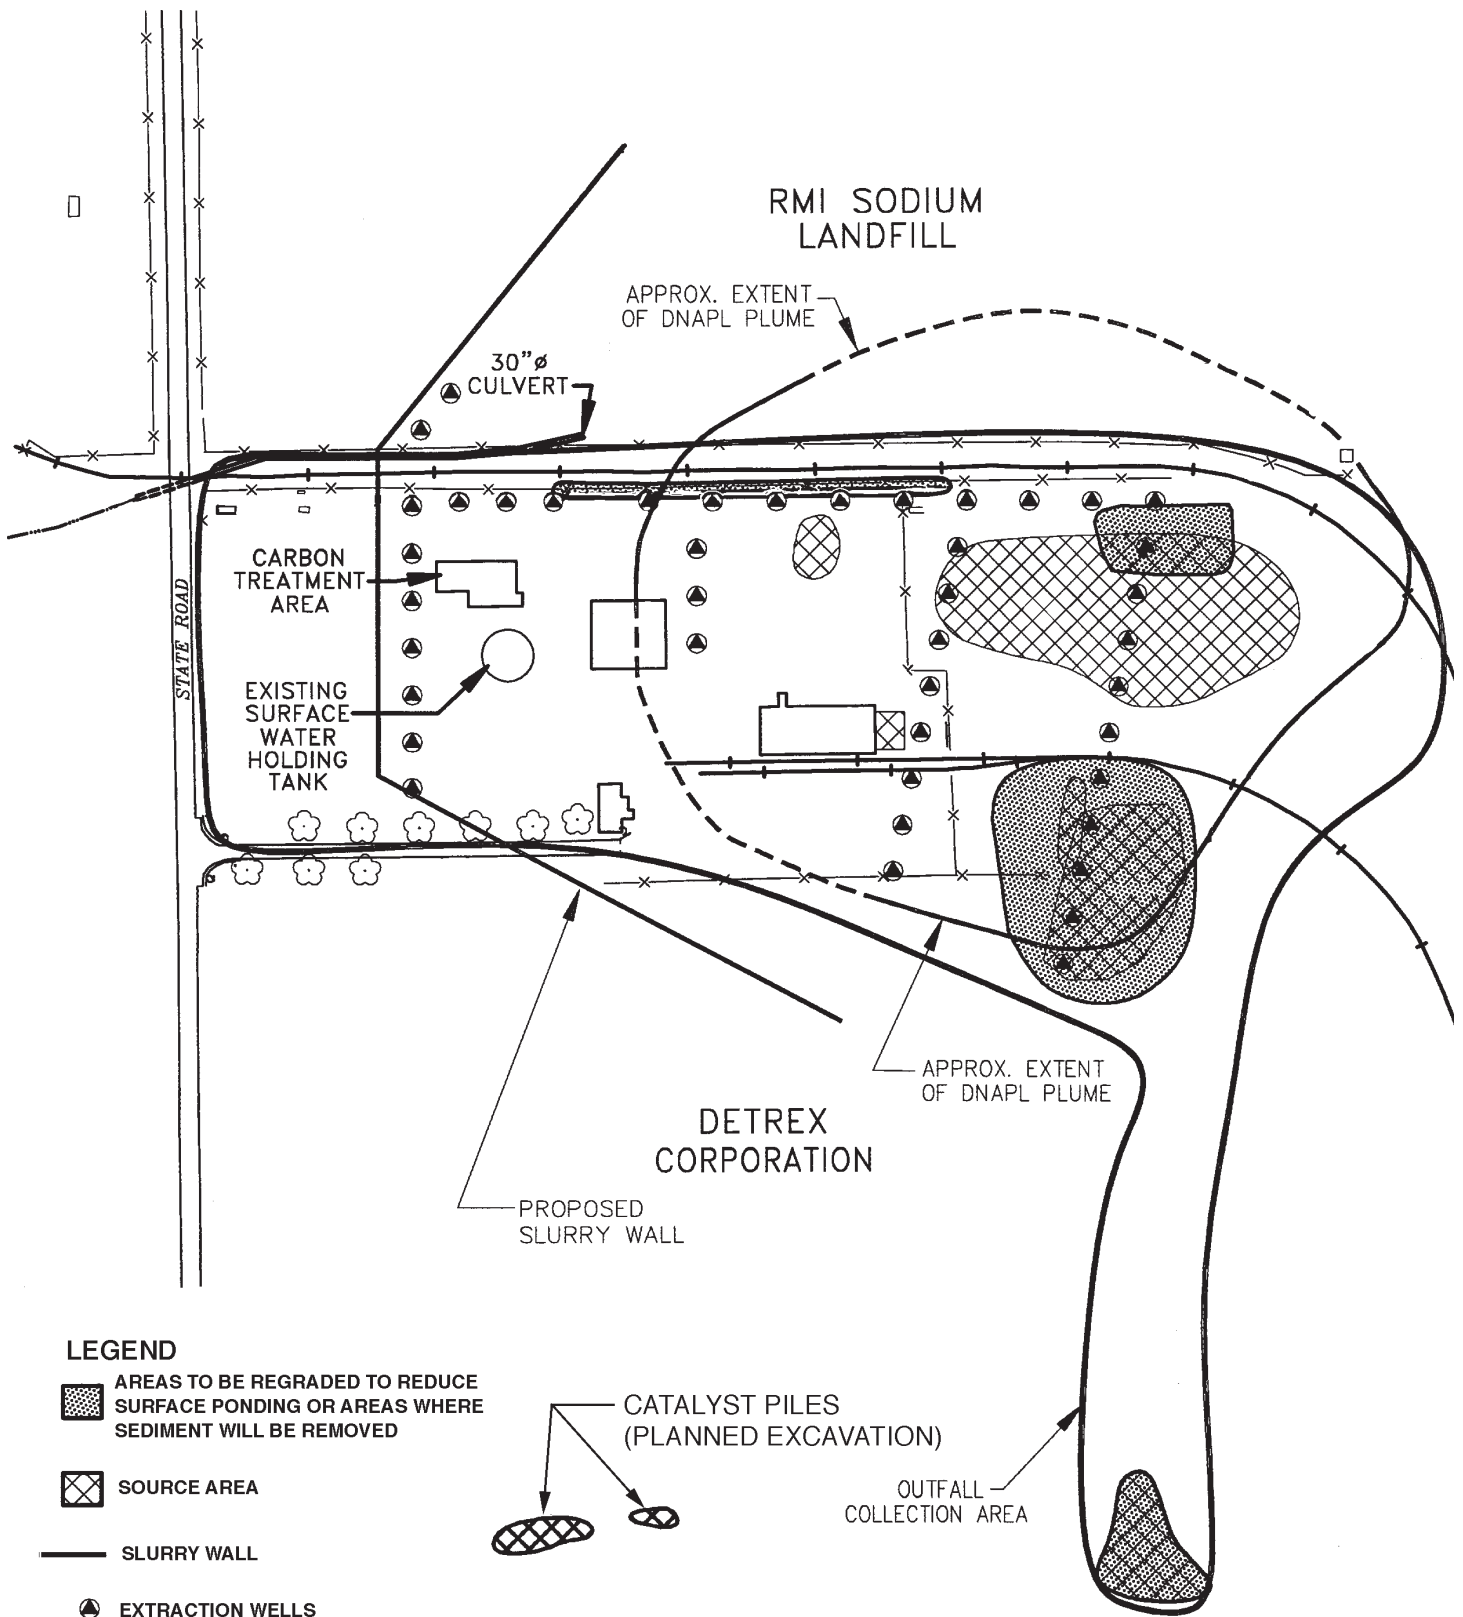 RMI SODIUM
LANDFILL
APPROX. EXTENT
OF DNAPL PLUME
30"ø
CULVERT
CARBON
TREATMENT
AREA
STATE ROAD
EXISTING
SURFACE
WATER
HOLDING
TANK
APPROX. EXTENT
OF DNAPL PLUME
DETREX
CORPORATION
PROPOSED
SLURRY WALL
LEGEND
AREAS TO BE REGRADED TO REDUCE
SURFACE PONDING OR AREAS WHERE
SEDIMENT WILL BE REMOVED
SOURCE AREA
SLURRY WALL
EXTRACTION WELLS
CATALYST PILES
(PLANNED EXCAVATION)
OUTFALL
COLLECTION AREA